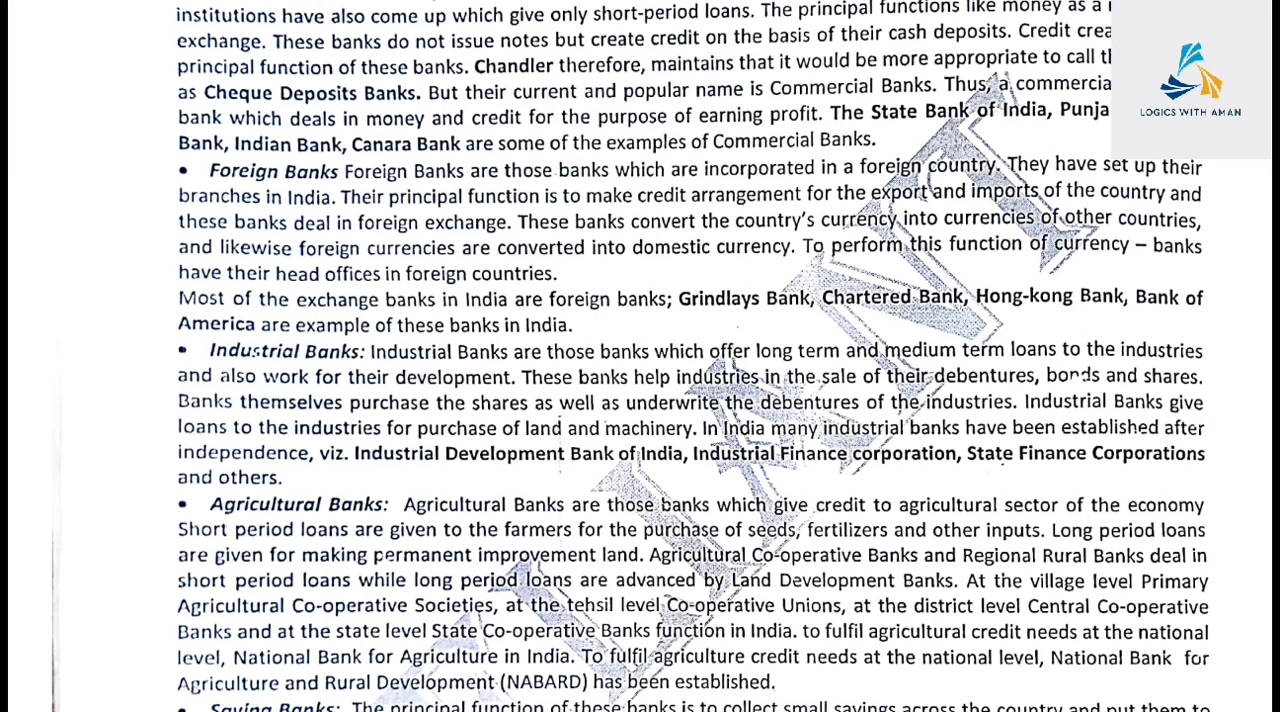 institutions have also come up which give only short-period loans. The principal functions like money as a
exchange. These banks do not issue notes but create credit on the basis of their cash deposits. Credit crea
principal function of these banks. Chandler therefore, maintains that it would be more appropriate to call t
as Cheque Deposits Banks. But their current and popular name is Commercial Banks. Thus, a commercia
bank which deals in money and credit for the purpose of earning profit. The State Bank of India, Punja
Bank, Indian Bank, Canara Bank are some of the examples of Commercial Banks.
LOGICS WITH AMAN
• Foreign Banks Foreign Banks are those banks which are incorporated in a foreign country. They have set up their
branches in India. Their principal function is to make credit arrangement for the export and imports of the country and
these banks deal in foreign exchange. These banks convert the country's currency into currencies of other countries,
and likewise foreign currencies are converted into domestic currency. To perform this function of currency – banks
have their head offices in foreign countries.
Most of the exchange banks in India are foreign banks; Grindlays Bank, Chartered Bank, Hong-kong Bank, Bank of
America are example of these banks in India.
• Industrial Banks: Industrial Banks are those banks which offer long term and medium term loans to the industries
and also work for their development. These banks help industries in the sale of their debentures, bonds and shares.
Banks themselves purchase the shares as well as underwrite the debentures of the industries. Industrial Banks give
loans to the industries for purchase of land and machinery. In India many industrial banks have been established after
independence, viz. Industrial Development Bank of India, Industrial Finance corporation, State Finance Corporations
and others.
• Agricultural Banks: Agricultural Banks are those banks which give credit to agricultural sector of the economy
Short period loans are given to the farmers for the purchase of seeds, fertilizers and other inputs. Long period loans
are given for making permanent improvement land. Agricultural Co-operative Banks and Regional Rural Banks deal in
short period loans while long period loans are advanced by Land Development Banks. At the village level Primary
Agricultural Co-operative Societies, at the tehsil level Co-operative Unions, at the district level Central Co-operative
Banks and at the state level State Co-operative Banks function in India. to fulfil agricultural credit needs at the national
level, National Bank for Agriculture in India. To fulfil agriculture credit needs at the national level, National Bank for
Agriculture and Rural Development (NABARD) has been established.
• Saving Banks: The principal function of these banks is to collect small savings across the country and put them to